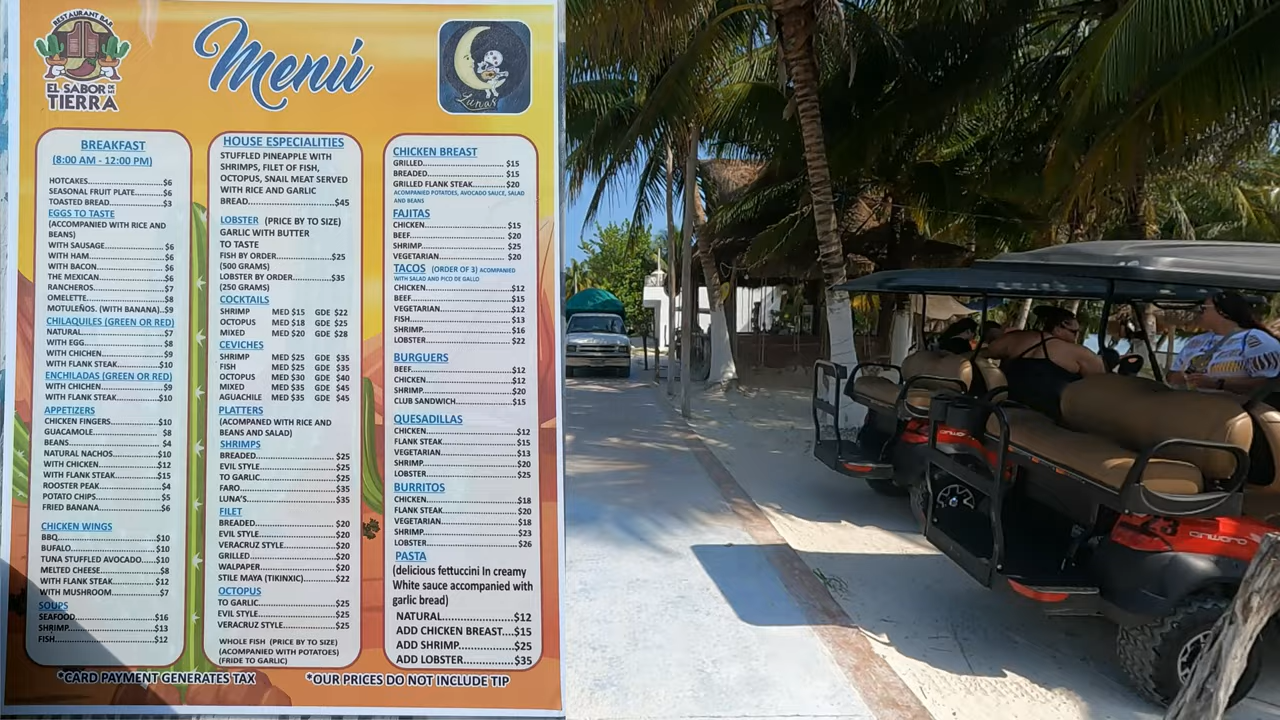 RESTAURANT BAR
EL SABOR DE MI
TIERRA
Menú
Lunas
BREAKFAST
(8:00 AM - 12:00 PM)
HOTCAKES............$6
SEASONAL FRUIT PLATE...$6
TOASTED BREAD............$3
EGGS TO TASTE
(ACCOMPANIED WITH RICE AND
BEANS)
WITH SAUSAGE............$6
WITH HAM............$6
WITH BACON............$6
THE MEXICAN............$6
RANCHEROS............$7
OMELETTE............$8
MOTULEÑOS. (WITH BANANA)..$9
CHILAQUILES (GREEN OR RED)
NATURAL............$7
WITH EGG............$8
WITH CHICHEN............$9
WITH FLANK STEAK............$10
ENCHILADAS (GREEN OR RED)
WITH CHICHEN............$9
WITH FLANK STEAK............$10
APPETIZERS
CHICKEN FINGERS............$10
GUACAMOLE............$8
BEANS............$4
NATURAL NACHOS............$10
WITH CHICKEN............$12
WITH FLANK STEAK............$15
ROOSTER PEAK............$4
POTATO CHIPS............$5
FRIED BANANA............$6
CHICKEN WINGS
BBQ............$10
BUFALO............$10
TUNA STUFFED AVOCADO....$10
MELTED CHEESE............$8
WITH FLANK STEAK............$12
WITH MUSHROOM............$7
SOUPS
SEAFOOD............$16
SHRIMP............$13
FISH............$12
HOUSE ESPECIALITIES
STUFFED PINEAPPLE WITH
SHRIMPS, FILET OF FISH,
OCTOPUS, SNAIL MEAT SERVED
WITH RICE AND GARLIC
BREAD............$45
LOBSTER (PRICE BY TO SIZE)
GARLIC WITH BUTTER
TO TASTE
FISH BY ORDER............$25
(500 GRAMS)
LOBSTER BY ORDER............$35
(250 GRAMS)
COCKTAILS
SHRIMP MED $15 GDE $22
OCTOPUS MED $18 GDE $25
MIXED MED $20 GDE $28
CEVICHES
SHRIMP MED $25 GDE $35
FISH MED $25 GDE $35
OCTOPUS MED $30 GDE $40
MIXED MED $35 GDE $45
AGUACHILE MED $35 GDE $45
PLATTERS
(ACOMPANED WITH RICE AND
BEANS AND SALAD)
SHRIMPS
BREADED............$25
EVIL STYLE............$25
TO GARLIC............$25
FARO............$35
LUNA'S............$35
FILET
BREADED............$20
EVIL STYLE............$20
VERACRUZ STYLE............$20
GRILLED............$20
WALPAPER............$20
STILE MAYA (TIKINXIC)............$22
OCTOPUS
TO GARLIC............$25
EVIL STYLE............$25
VERACRUZ STYLE............$25
WHOLE FISH (PRICE BY TO SIZE)
(ACOMPANIED WITH POTATOES)
(FRIDE TO GARLIC)
CHICKEN BREAST
GRILLED............$15
BREADED............$15
GRILLED FLANK STEAK............$20
ACOMPANIED POTATOES, AVOCADO SAUCE, SALAD
AND BEANS
FAJITAS
CHICKEN............$15
BEEF............$20
SHRIMP............$25
VEGETARIAN............$20
TACOS (ORDER OF 3) ACOMPANIED
WITH SALAD AND PICO DE GALLO
CHICKEN............$12
BEEF............$15
VEGETARIAN............$12
FISH............$13
SHRIMP............$16
LOBSTER............$22
BURGUERS
BEEF............$12
CHICKEN............$12
SHRIMP............$20
CLUB SANDWICH............$15
QUESADILLAS
CHICKEN............$12
FLANK STEAK............$15
VEGETARIAN............$13
SHRIMP............$20
LOBSTER............$25
BURRITOS
CHICKEN............$18
FLANK STEAK............$20
VEGETARIAN............$18
SHRIMP............$23
LOBSTER............$26
PASTA
(delicious fettuccini In creamy
White sauce accompanied with
garlic bread)
NATURAL............$12
ADD CHICKEN BREAST....$15
ADD SHRIMP............$25
ADD LOBSTER............$35
*CARD PAYMENT GENERATES TAX
*OUR PRICES DO NOT INCLUDE TIP
23